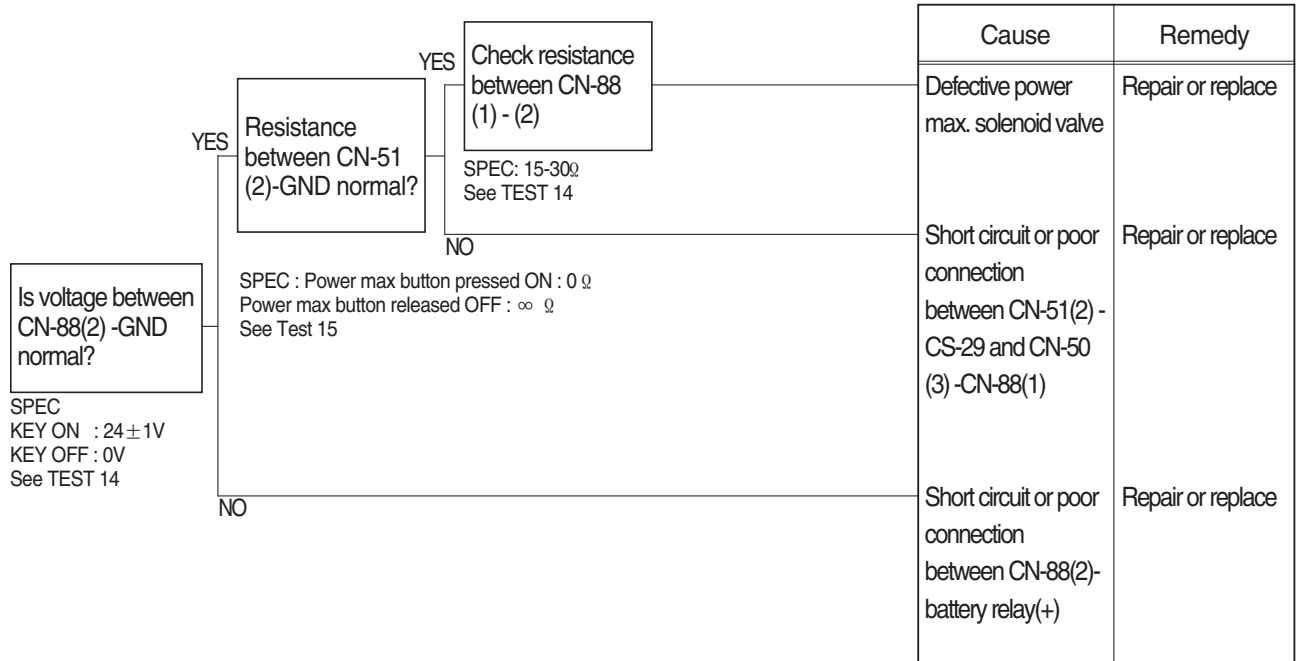 Cause
Remedy
YES
Check resistance
between CN-88
(1) - (2)
SPEC: 15-30Ω
See TEST 14
Defective power
max. solenoid valve
Repair or replace
YES
Resistance
between CN-51
(2)-GND normal?
NO
SPEC : Power max button pressed ON : 0 Ω
Power max button released OFF : ∞ Ω
See Test 15
Short circuit or poor
connection
between CN-51(2) -
CS-29 and CN-50
(3) -CN-88(1)
Repair or replace
Is voltage between
CN-88(2) -GND
normal?
SPEC
KEY ON : 24±1V
KEY OFF : 0V
See TEST 14
NO
Short circuit or poor
connection
between CN-88(2)-
battery relay(+)
Repair or replace